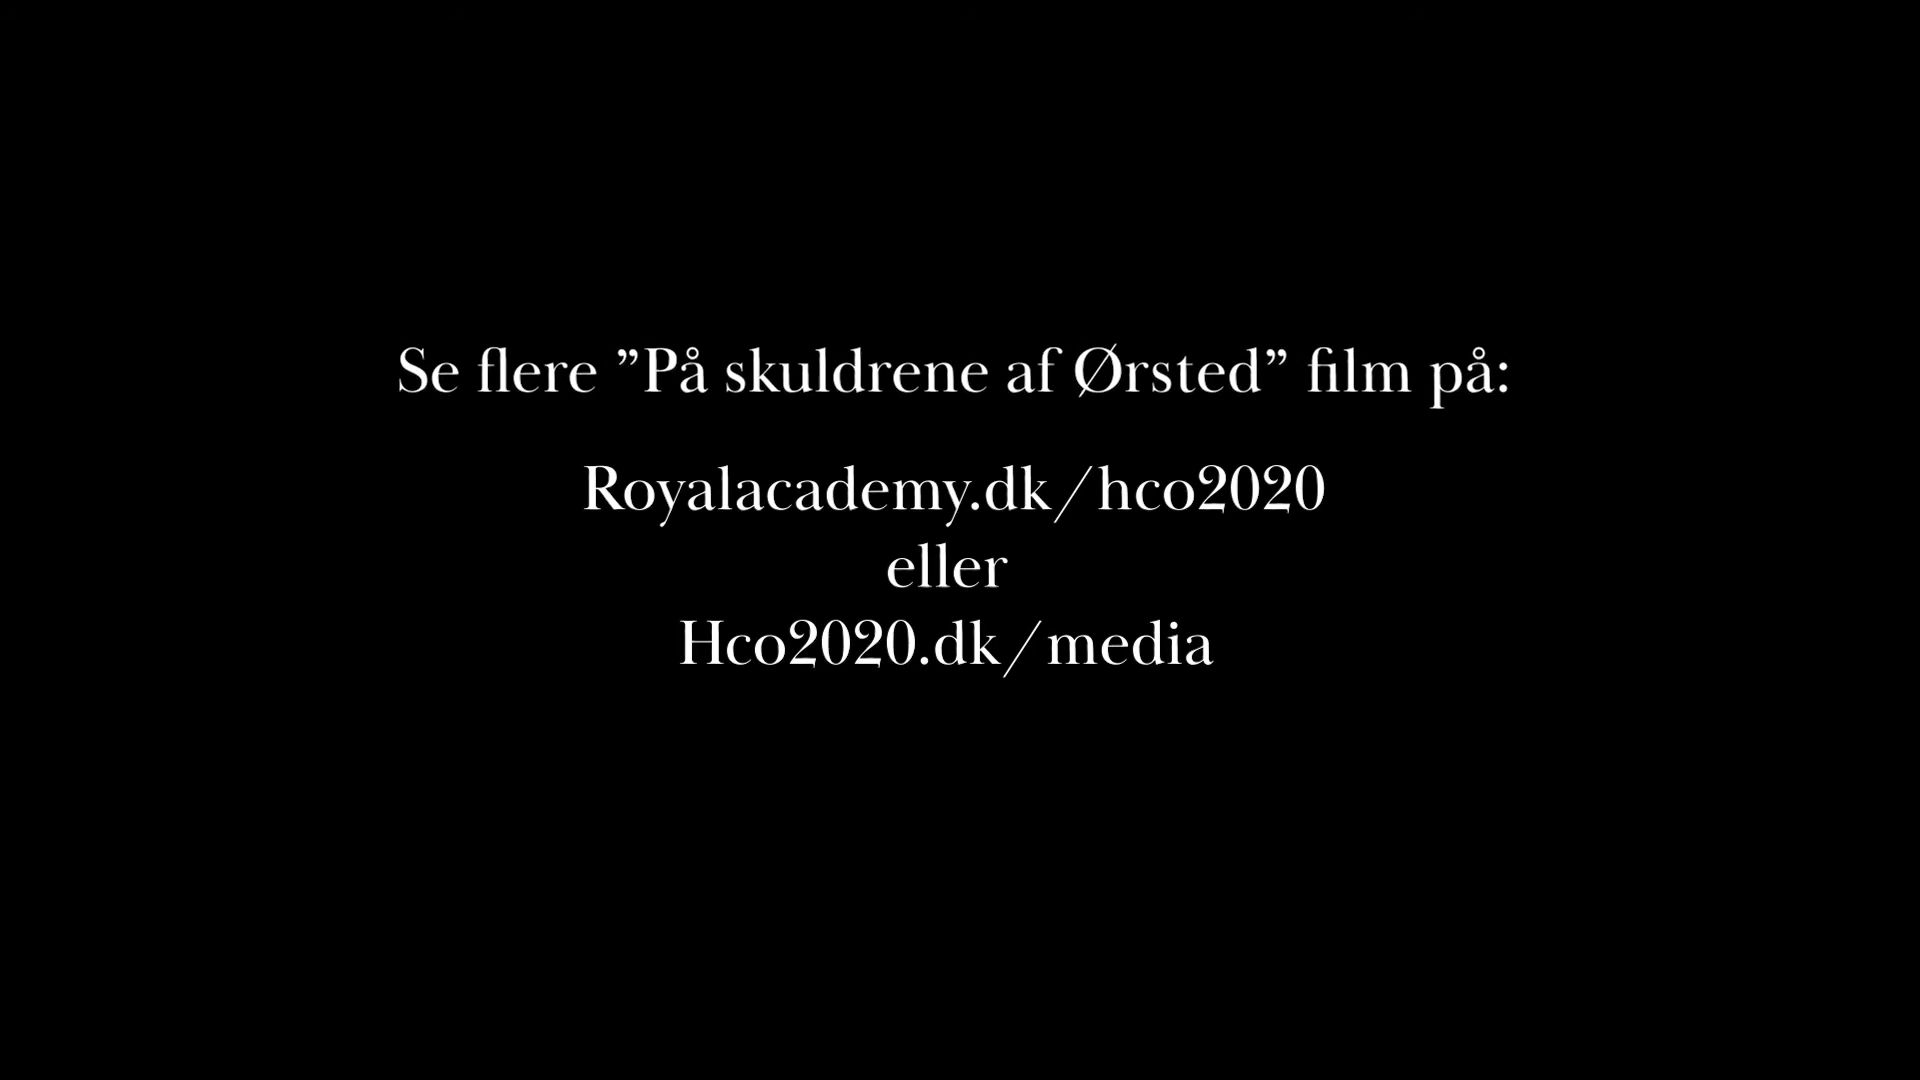 Se flere ”På skuldrene af Ørsted” film på:
Royalacademy.dk/hco2020
eller
Hco2020.dk/media